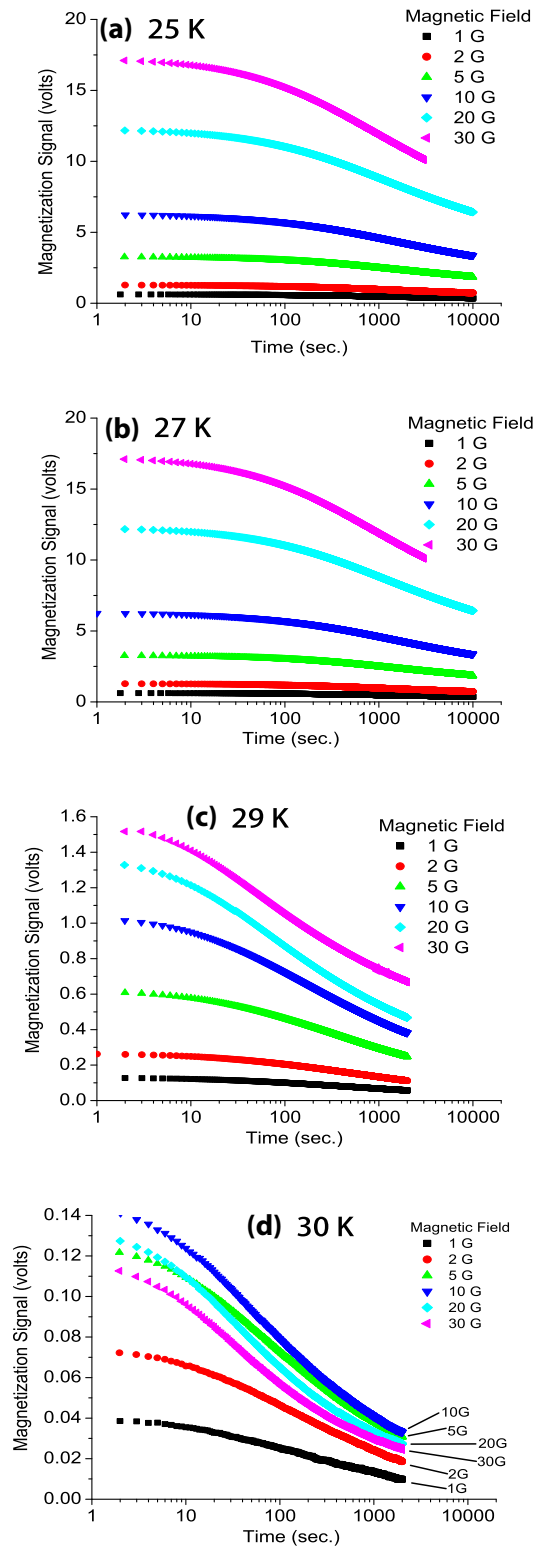 (a) 25 K
Magnetic Field
1 G
2 G
5 G
10 G
20 G
30 G
Magnetization Signal (volts)
20
15
10
5
0
1 10 100 1000 10000
Time (sec.)
(b) 27 K
Magnetic Field
1 G
2 G
5 G
10 G
20 G
30 G
Magnetization Signal (volts)
20
15
10
5
0
1 10 100 1000 10000
Time (sec.)
(c) 29 K
Magnetic Field
1 G
2 G
5 G
10 G
20 G
30 G
Magnetization Signal (volts)
1.6
1.4
1.2
1.0
0.8
0.6
0.4
0.2
0.0
1 10 100 1000 10000
Time (sec.)
(d) 30 K
Magnetic Field
1 G
2 G
5 G
10 G
20 G
30 G
Magnetization Signal (volts)
0.14
0.12
0.10
0.08
0.06
0.04
0.02
0.00
10G
5G
20G
30G
2G
1G
1 10 100 1000 10000
Time (sec.)